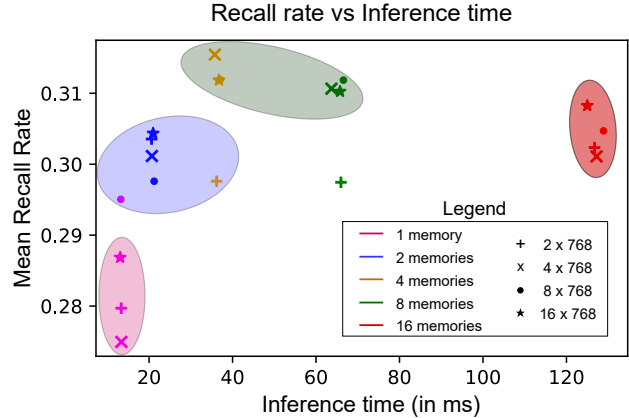 Recall rate vs Inference time
Mean Recall Rate
0.31
0.30
0.29
0.28
20
40
60
80
100
120
Inference time (in ms)
Legend
1 memory
2 memories
4 memories
8 memories
16 memories
2 x 768
4 x 768
8 x 768
16 x 768